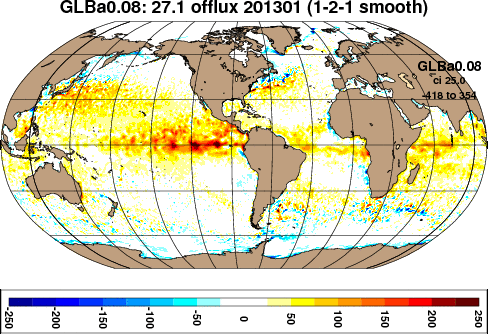 GLBa0.08: 27.1 offlux 201301 (1-2-1 smooth)
GLBa0.08
ci 25.0
-418 to 354
-250 -200 -150 -100 -50 0 50 100 150 200 250